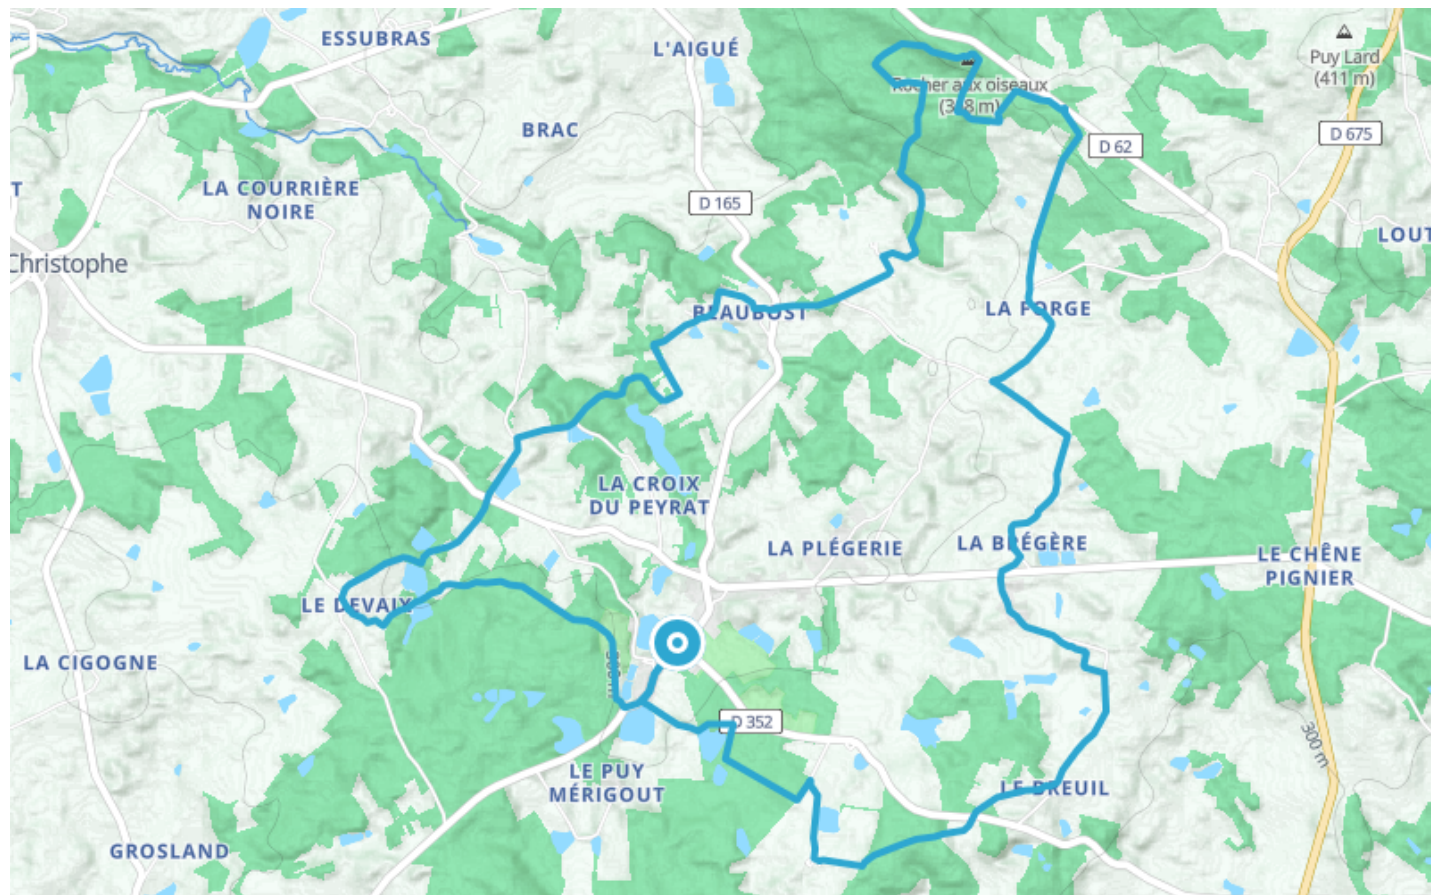 ESSUBRAS
L'AIGUÉ
Puy Lard
(411 m)
Rocher aux oiseaux
BRAC
D 62
D 675
LA COURRIÈRE
NOIRE
T
D 165
LOUT
Christophe
BEAUBOST
LA FORGE
LA CROIX
DU PEYRAT
LA PLÉGERIE
LA BRÉGÈRE
LE CHÊNE
PIGNIER
LE DEVAIX
LA CIGOGNE
300 m
D 352
300 m
LE PUY
MÉRIGOUT
LE BREUIL
GROSLAND